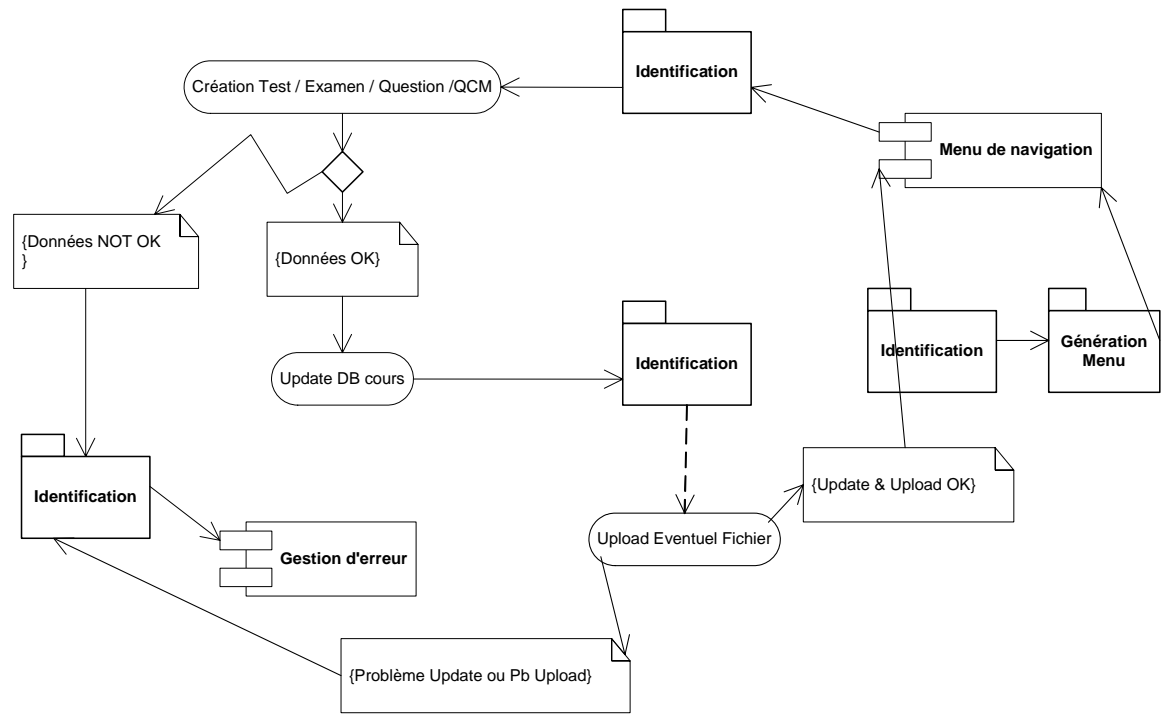 Identification
Création Test / Examen / Question /QCM
Menu de navigation
{Données NOT OK
}
{Données OK}
Identification
Identification
Génération
Menu
Update DB cours
Identification
{Update & Upload OK}
Upload Eventuel Fichier
Gestion d'erreur
{Problème Update ou Pb Upload}